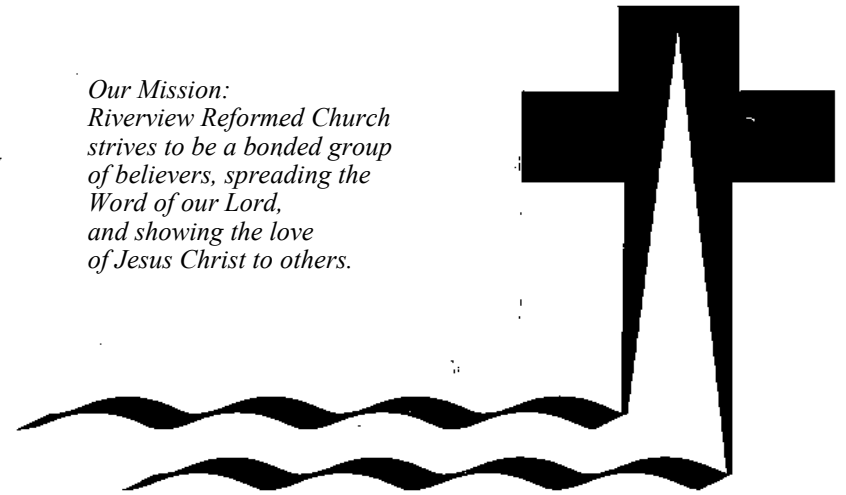 Our Mission:
Riverview Reformed Church
strives to be a bonded group
of believers, spreading the
Word of our Lord,
and showing the love
of Jesus Christ to others.